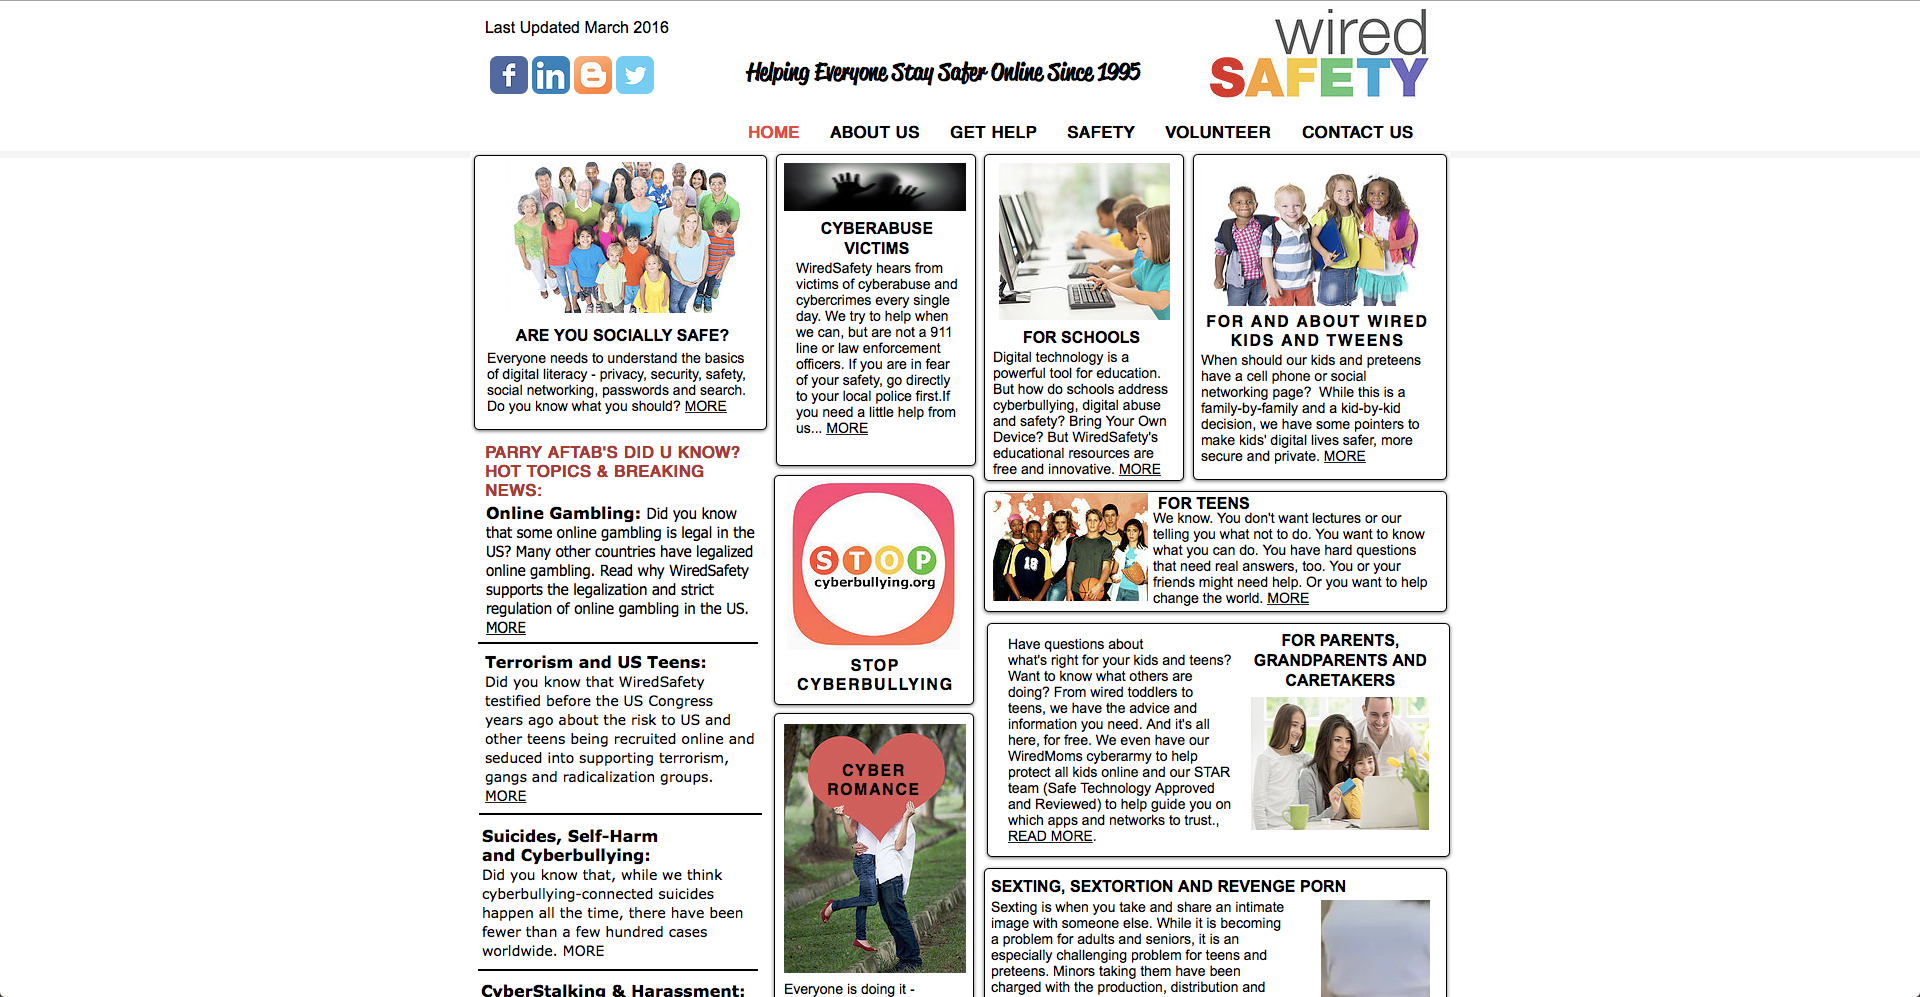 Last Updated March 2016
f in B
Helping Everyone Stay Safer Online Since 1995
wired
SAFETY
HOME ABOUT US GET HELP SAFETY VOLUNTEER CONTACT US
ARE YOU SOCIALLY SAFE?
Everyone needs to understand the basics
of digital literacy - privacy, security, safety,
social networking, passwords and search.
Do you know what you should? MORE
PARRY AFTAB'S DID U KNOW?
HOT TOPICS & BREAKING
NEWS:
Online Gambling: Did you know
that some online gambling is legal in the
US? Many other countries have legalized
online gambling. Read why WiredSafety
supports the legalization and strict
regulation of online gambling in the US.
MORE
Terrorism and US Teens:
Did you know that WiredSafety
testified before the US Congress
years ago about the risk to US and
other teens being recruited online and
seduced into supporting terrorism,
gangs and radicalization groups.
MORE
Suicides, Self-Harm
and Cyberbullying:
Did you know that, while we think
cyberbullying-connected suicides
happen all the time, there have been
fewer than a few hundred cases
worldwide. MORE
CyberStalking & Harassment:
CYBERABUSE
VICTIMS
WiredSafety hears from
victims of cyberabuse and
cybercrimes every single
day. We try to help when
we can, but are not a 911
line or law enforcement
officers. If you are in fear
of your safety, go directly
to your local police first.If
you need a little help from
us... MORE
STOP
cyberbullying.org
STOP
CYBERBULLYING
CYBER
ROMANCE
Everyone is doing it -
FOR SCHOOLS
Digital technology is a
powerful tool for education.
But how do schools address
cyberbullying, digital abuse
and safety? Bring Your Own
Device? But WiredSafety's
educational resources are
free and innovative. MORE
FOR AND ABOUT WIRED
KIDS AND TWEENS
When should our kids and preteens
have a cell phone or social
networking page? While this is a
family-by-family and a kid-by-kid
decision, we have some pointers to
make kids' digital lives safer, more
secure and private. MORE
18
FOR TEENS
We know. You don't want lectures or our
telling you what not to do. You want to know
what you can do. You have hard questions
that need real answers, too. You or your
friends might need help. Or you want to help
change the world. MORE
Have questions about
what's right for your kids and teens?
Want to know what others are
doing? From wired toddlers to
teens, we have the advice and
information you need. And it's all
here, for free. We even have our
WiredMoms cyberarmy to help
protect all kids online and our STAR
team (Safe Technology Approved
and Reviewed) to help guide you on
which apps and networks to trust.,
READ MORE.
FOR PARENTS,
GRANDPARENTS AND
CARETAKERS
SEXTING, SEXTORTION AND REVENGE PORN
Sexting is when you take and share an intimate
image with someone else. While it is becoming
a problem for adults and seniors, it is an
especially challenging problem for teens and
preteens. Minors taking them have been
charged with the production, distribution and